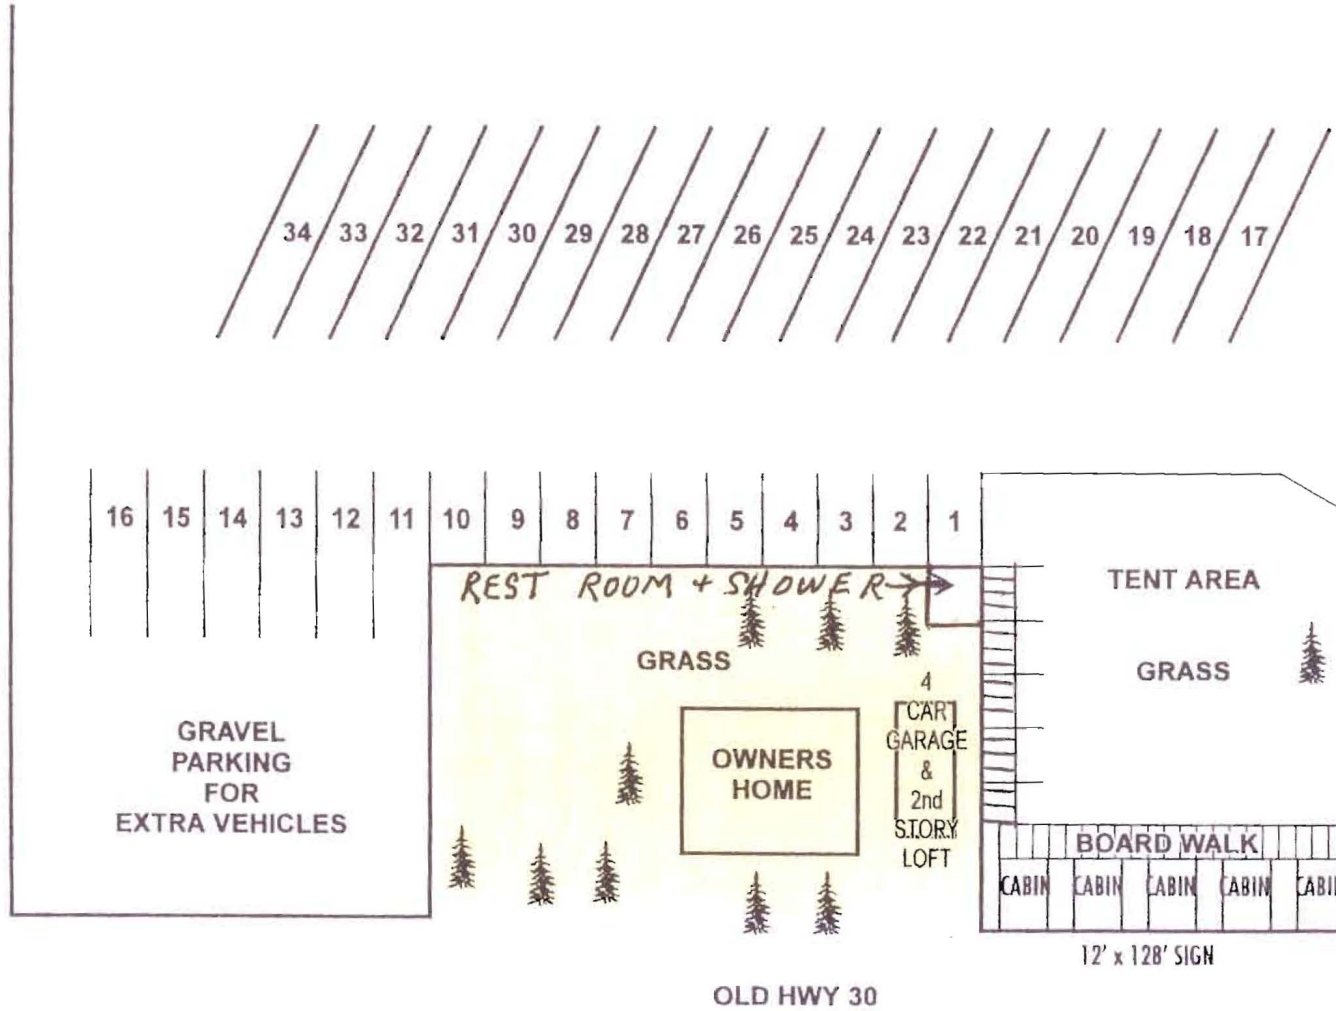 34 33 32 31 30 29 28 27 26 25 24 23 22 21 20 19 18 17
16 15 14 13 12 11 10 9 8 7 6 5 4 3 2 1
REST ROOM + SHOWER
TENT AREA
GRASS
GRASS
4
CAR
GARAGE
&
2nd
STORY
LOFT
OWNERS
HOME
GRAVEL
PARKING
FOR
EXTRA VEHICLES
BOARD WALK
CABIN CABIN CABIN CABIN CABIN
12' x 128' SIGN
OLD HWY 30